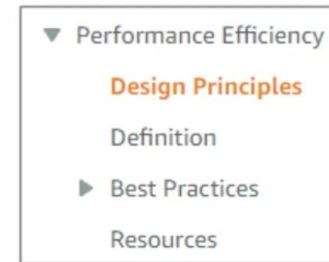 Performance Efficiency
Design Principles
Definition
Best Practices
Resources